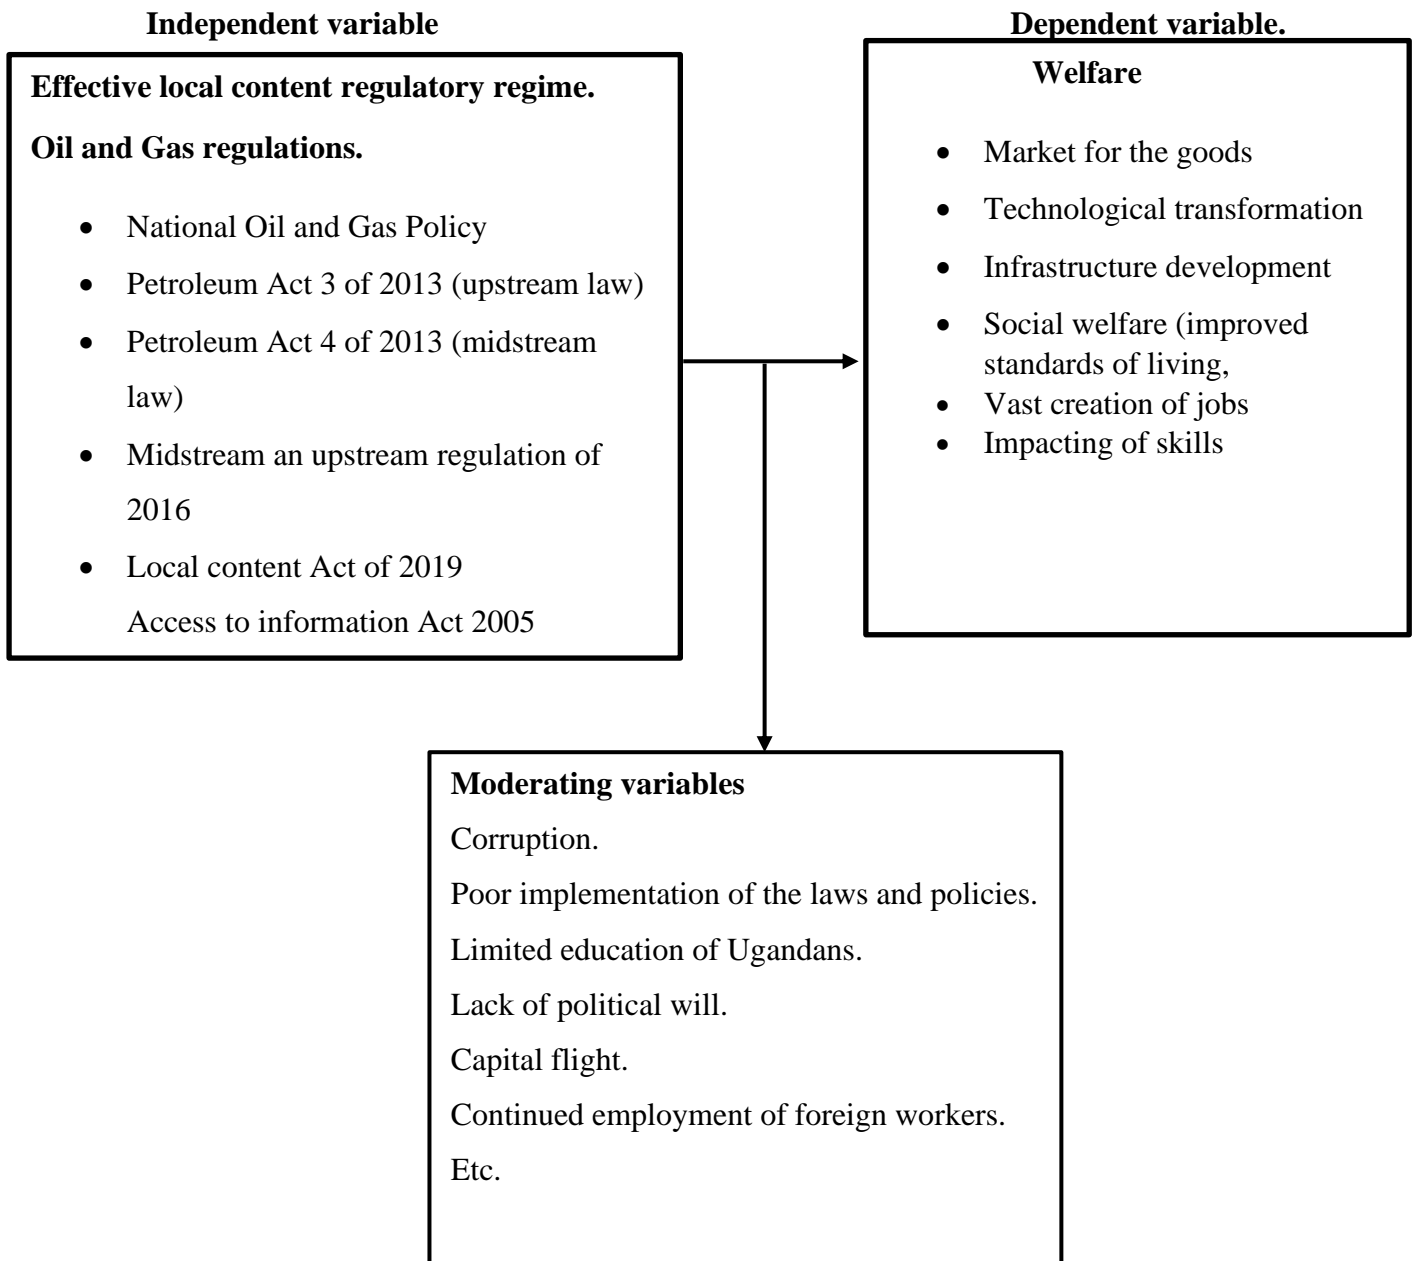 Independent variable
Effective local content regulatory regime.
Oil and Gas regulations.
• National Oil and Gas Policy
• Petroleum Act 3 of 2013 (upstream law)
• Petroleum Act 4 of 2013 (midstream
law)
• Midstream an upstream regulation of
2016
• Local content Act of 2019
Access to information Act 2005
Dependent variable.
Welfare
• Market for the goods
• Technological transformation
• Infrastructure development
• Social welfare (improved
standards of living,
• Vast creation of jobs
• Impacting of skills
Moderating variables
Corruption.
Poor implementation of the laws and policies.
Limited education of Ugandans.
Lack of political will.
Capital flight.
Continued employment of foreign workers.
Etc.